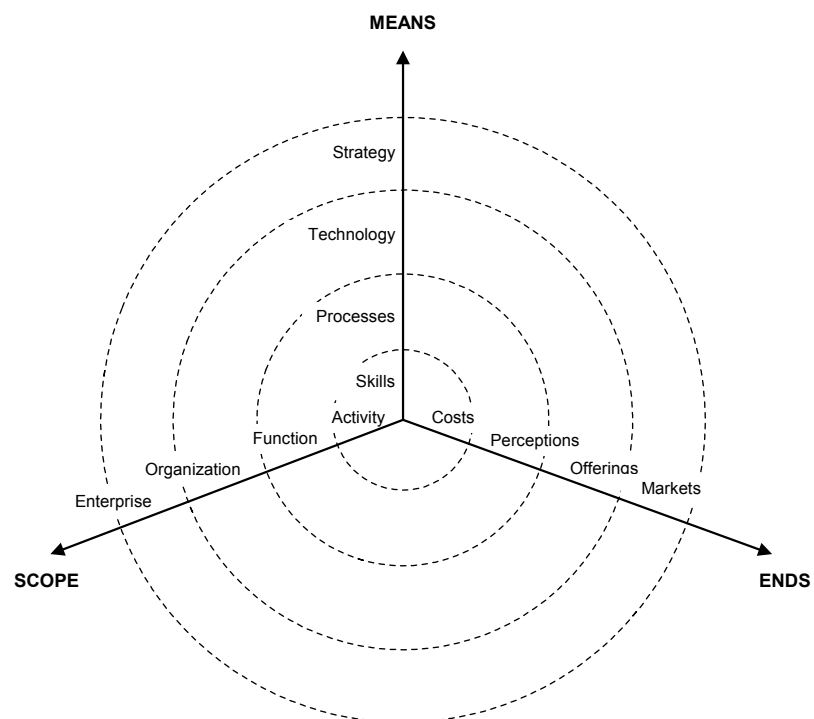 MEANS
Strategy
Technology
Processes
Skills
Activity
Costs
Function
Perceptions
Organization
Offerings
Enterprise
Markets
SCOPE
ENDS